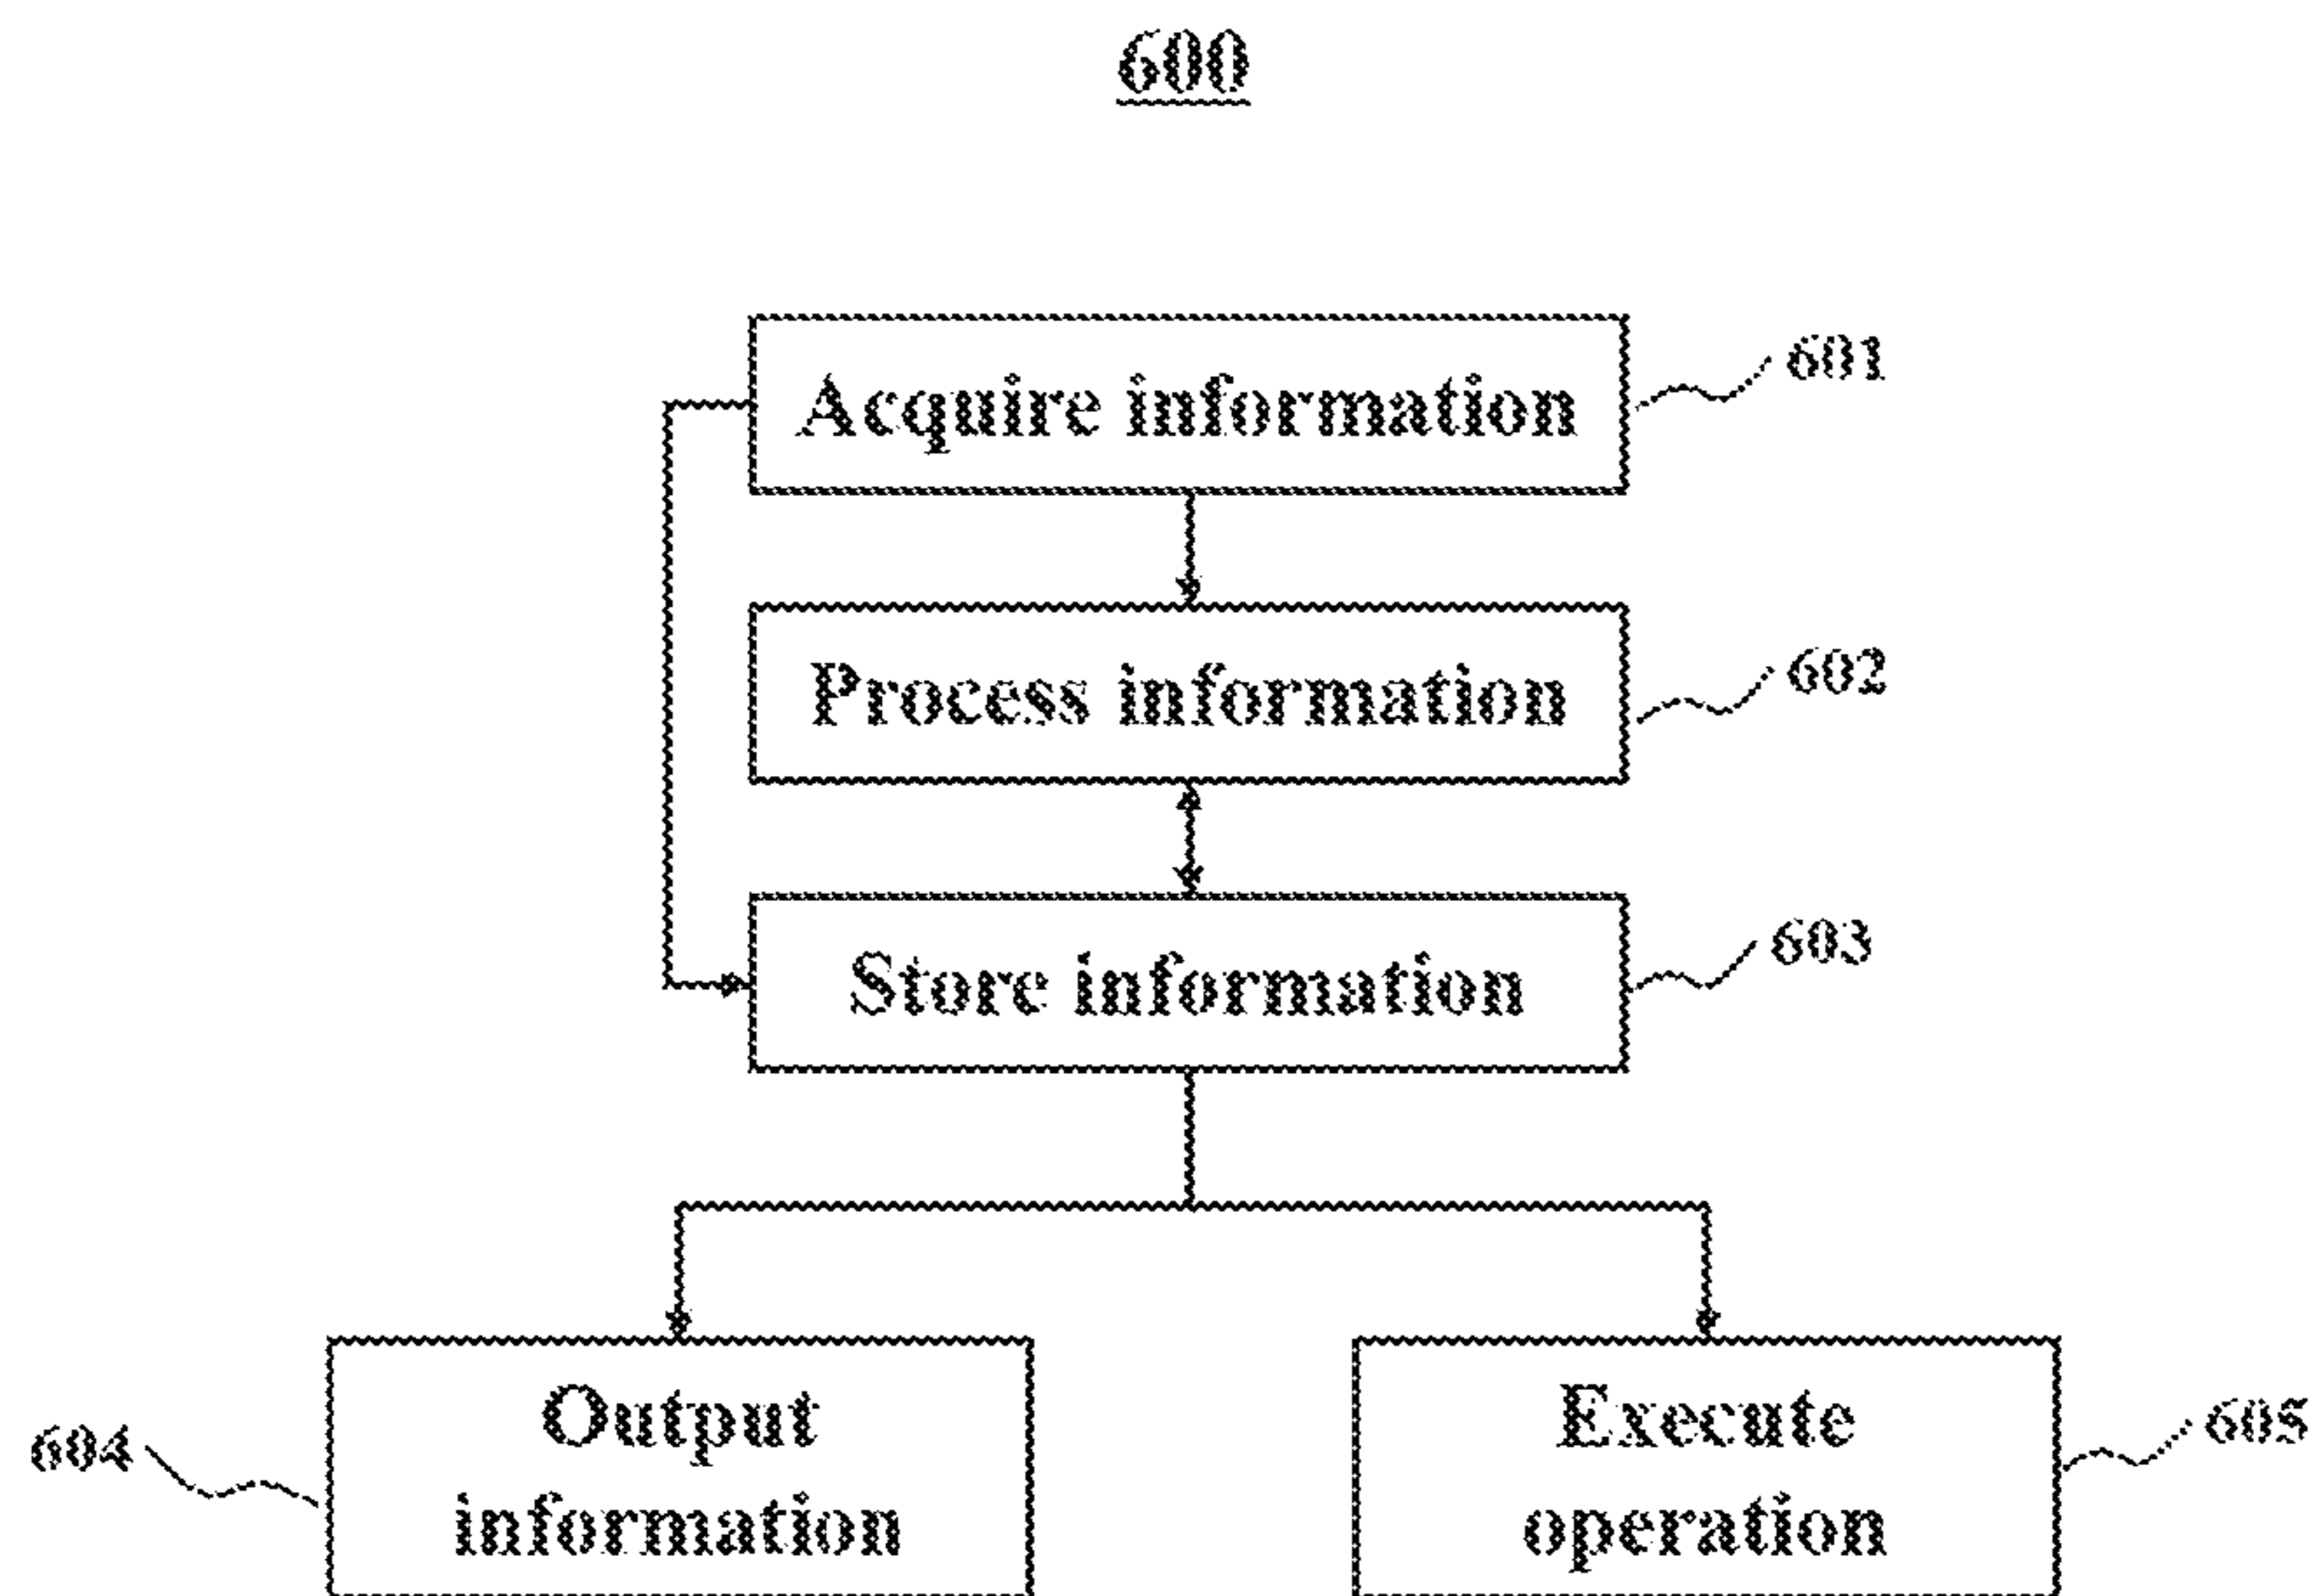 600
Acquire information
601
Process information
602
Store information
603
Output
information
604
Execute
operation
605